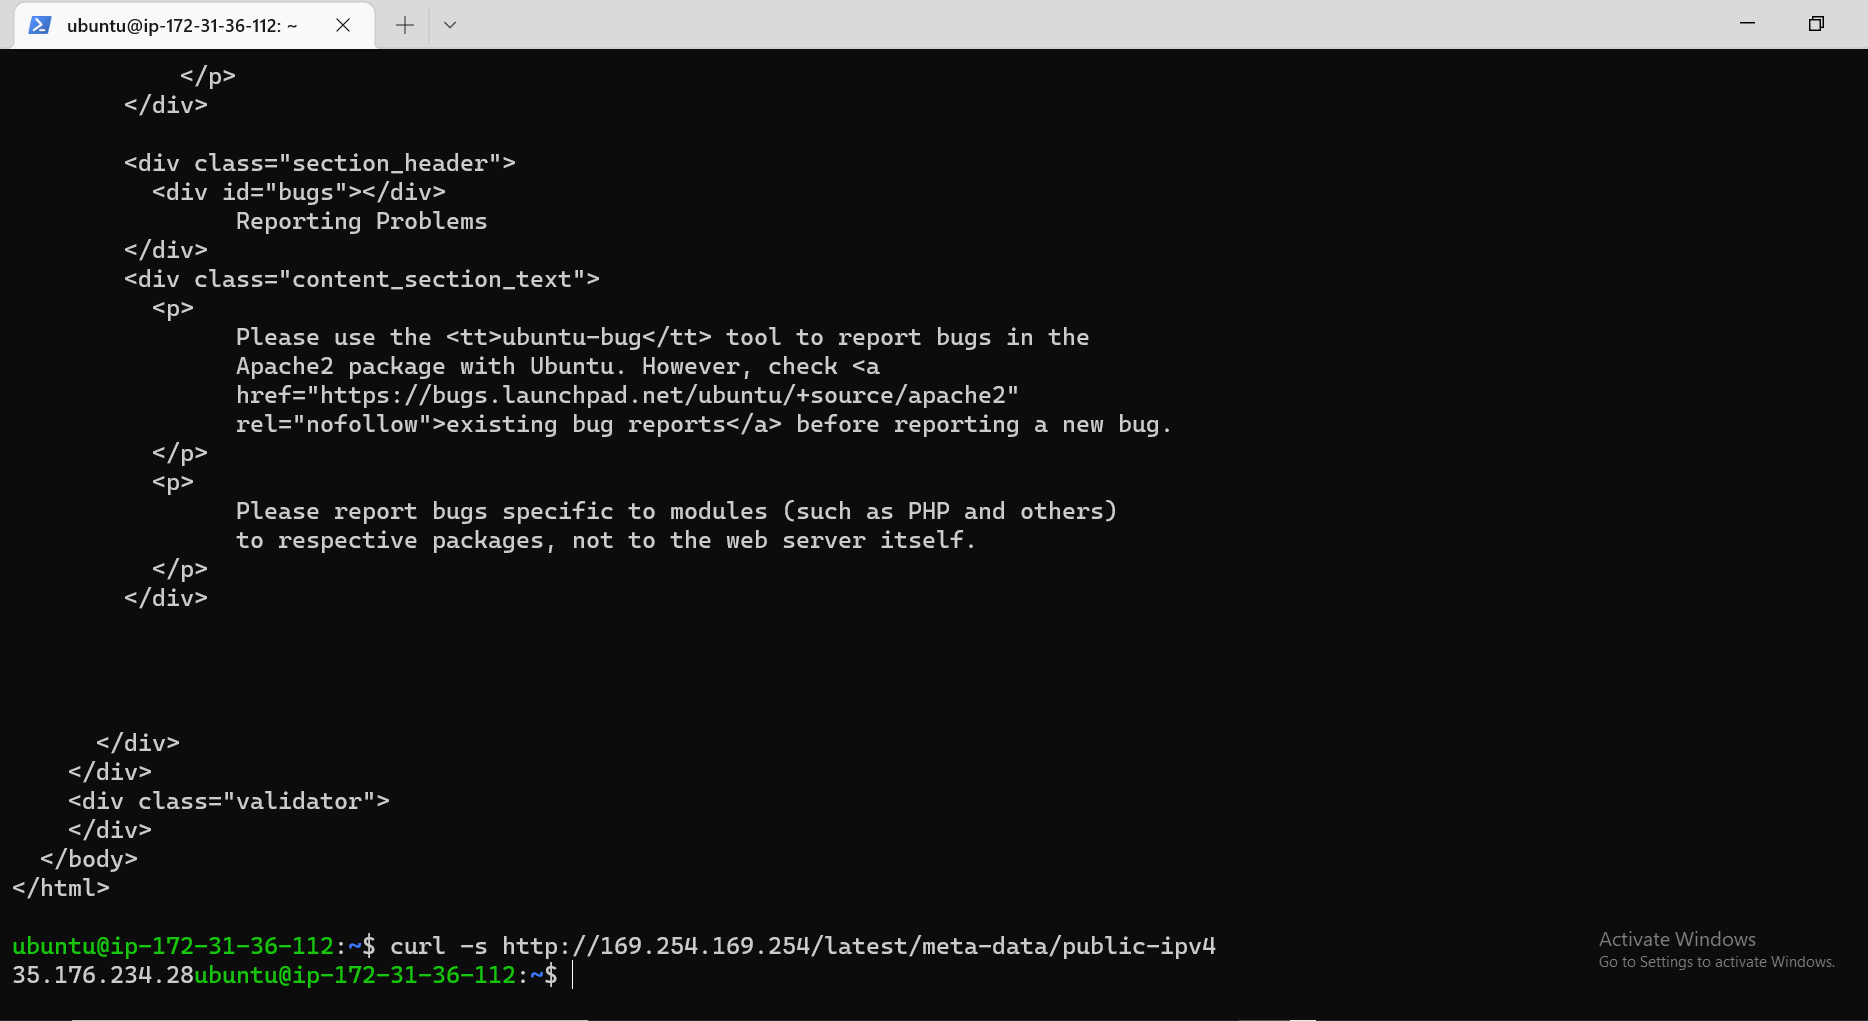 ubuntu@ip-172-31-36-112: ~
</p>
</div>
<div class="section_header">
<div id="bugs"></div>
Reporting Problems
</div>
<div class="content_section_text">
<p>
Please use the <tt>ubuntu-bug</tt> tool to report bugs in the
Apache2 package with Ubuntu. However, check <a
href="https://bugs.launchpad.net/ubuntu/+source/apache2"
rel="nofollow">existing bug reports</a> before reporting a new bug.
</p>
<p>
Please report bugs specific to modules (such as PHP and others)
to respective packages, not to the web server itself.
</p>
</div>
</div>
</div>
<div class="validator">
</div>
</body>
</html>
ubuntu@ip-172-31-36-112:~$ curl -s http://169.254.169.254/latest/meta-data/public-ipv4
35.176.234.28ubuntu@ip-172-31-36-112:~$
Activate Windows
Go to Settings to activate Windows.